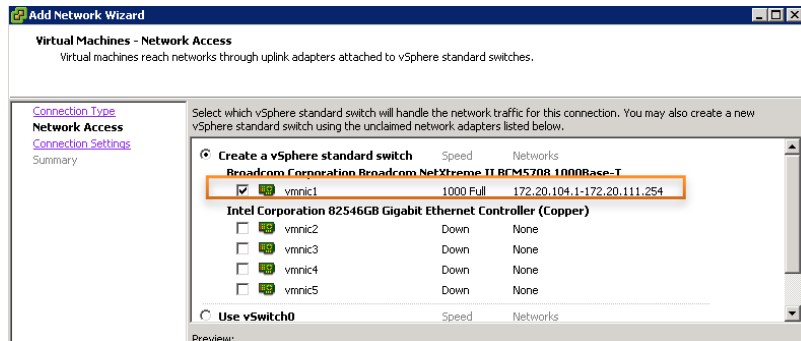 Add Network Wizard
Virtual Machines - Network Access
Virtual machines reach networks through uplink adapters attached to vSphere standard switches.
Connection Type
Network Access
Connection Settings
Summary
Select which vSphere standard switch will handle the network traffic for this connection. You may also create a new
vSphere standard switch using the unclaimed network adapters listed below.
Create a vSphere standard switch Speed Networks
Broadcom Corporation Broadcom NetXtreme II BCM5708 1000Base-T
vmnic1 1000 Full 172.20.104.1-172.20.111.254
Intel Corporation 82546GB Gigabit Ethernet Controller (Copper)
vmnic2 Down None
vmnic3 Down None
vmnic4 Down None
vmnic5 Down None
Use vSwitch0 Speed Networks
Preview: